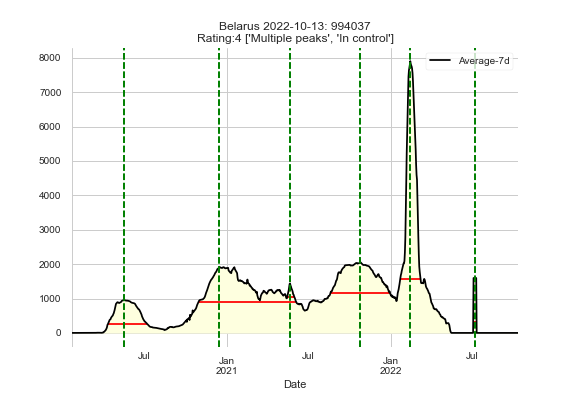 Belarus 2022-10-13: 994037
Rating:4 ['Multiple peaks', 'In control']
Average-7d
8000
7000
6000
5000
4000
3000
2000
1000
0
Jul
Jan
2021
Jul
Jan
2022
Jul
Date